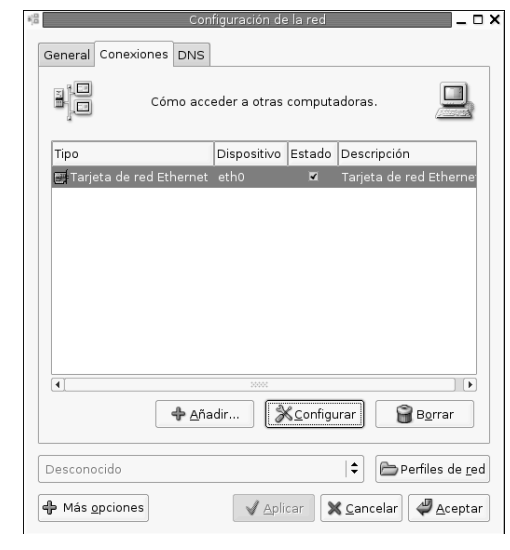 Configuración de la red
General Conexiones DNS
Cómo acceder a otras computadoras.
Tipo Dispositivo Estado Descripción
Tarjeta de red Ethernet eth0 Tarjeta de red Etherne
Añadir... Configurar Borrar
Desconocido Perfiles de red
Más opciones Aplicar Cancelar Aceptar